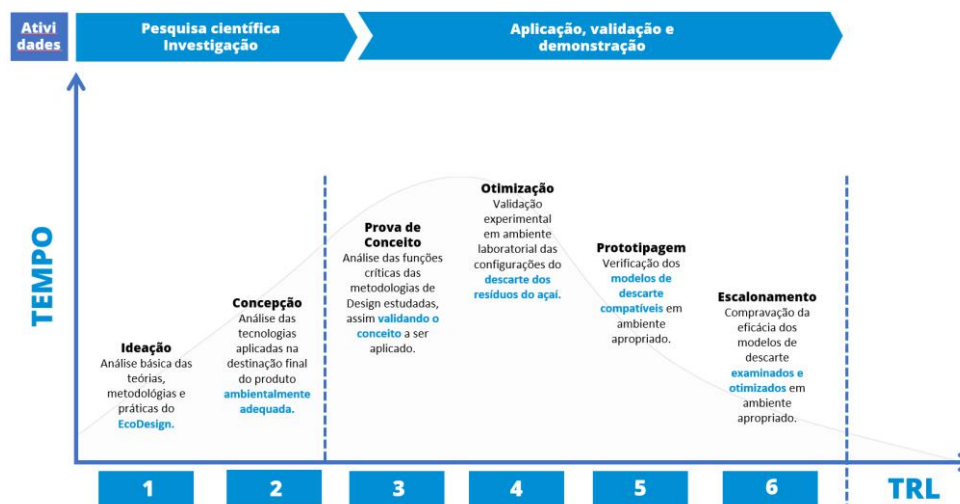 Ativi
dades
Pesquisa científica
Investigação
Aplicação, validação e
demonstração
TEMPO
Ideação
Análise básica das
teórias,
metodológias e
práticas do
EcoDesign.
Concepção
Análise das
tecnologias
aplicadas na
destinação final
do produto
ambientalmente
adequada.
Prova de
Conceito
Análise das funções
críticas das
metodologias de
Design estudadas,
assim validando o
conceito a ser
aplicado.
Otimização
Validação
experimental
em ambiente
laboratorial das
configurações do
descarte dos
resíduos do açaí.
Prototipagem
Verificação dos
modelos de
descarte
compatíveis em
ambiente
apropriado.
Escalonamento
Compravação da
eficácia dos
modelos de
descarte
examinados e
otimizados em
ambiente
apropriado.
1
2
3
4
5
6
TRL